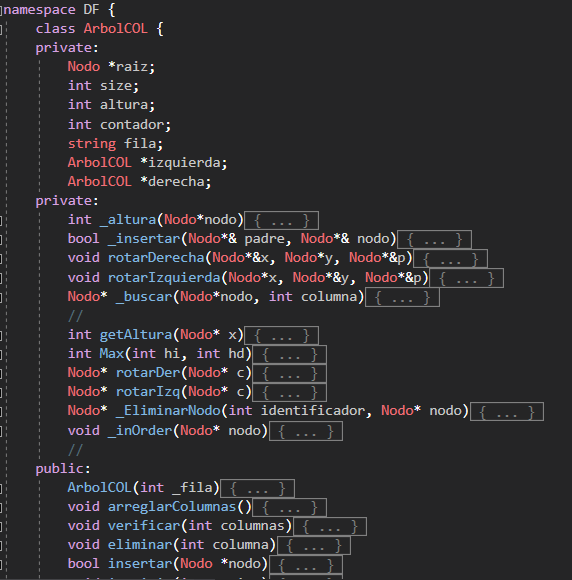 namespace DF {
class ArbolCOL {
private:
Nodo *raiz;
int size;
int altura;
int contador;
string fila;
ArbolCOL *izquierda;
ArbolCOL *derecha;
private:
int _altura(Nodo*nodo){ ... }
bool _insertar(Nodo*& padre, Nodo*& nodo){ ... }
void rotarDerecha(Nodo*&x, Nodo*y, Nodo*&p){ ... }
void rotarIzquierda(Nodo*x, Nodo*&y, Nodo*&p){ ... }
Nodo* _buscar(Nodo*nodo, int columna){ ... }
//
int getAltura(Nodo* x){ ... }
int Max(int hi, int hd){ ... }
Nodo* rotarDer(Nodo* c){ ... }
Nodo* rotarIzq(Nodo* c){ ... }
Nodo* _EliminarNodo(int identificador, Nodo* nodo){ ... }
void _inOrder(Nodo* nodo){ ... }
//
public:
ArbolCOL(int _fila){ ... }
void arreglarColumnas(){ ... }
void verificar(int columnas){ ... }
void eliminar(int columna){ ... }
bool insertar(Nodo *nodo){ ... }